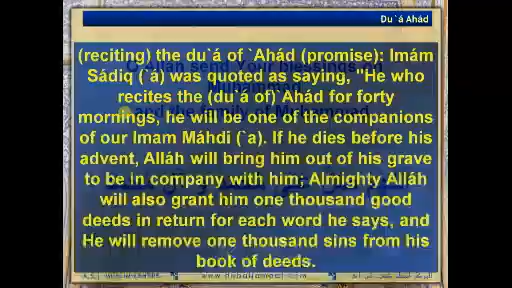 Du`á Ahád
(reciting) the du`á of `Ahád (promise): Imám
Sádiq (`á) was quoted as saying, "He who
recites the (du`á of)`Ahád for forty
mornings, he will be one of the companions
of our Imam Máhdi (`a). If he dies before his
advent, Alláh will bring him out of his grave
to be in company with him; Almighty Alláh
will also grant him one thousand good
deeds in return for each word he says, and
He will remove one thousand sins from his
book of deeds.